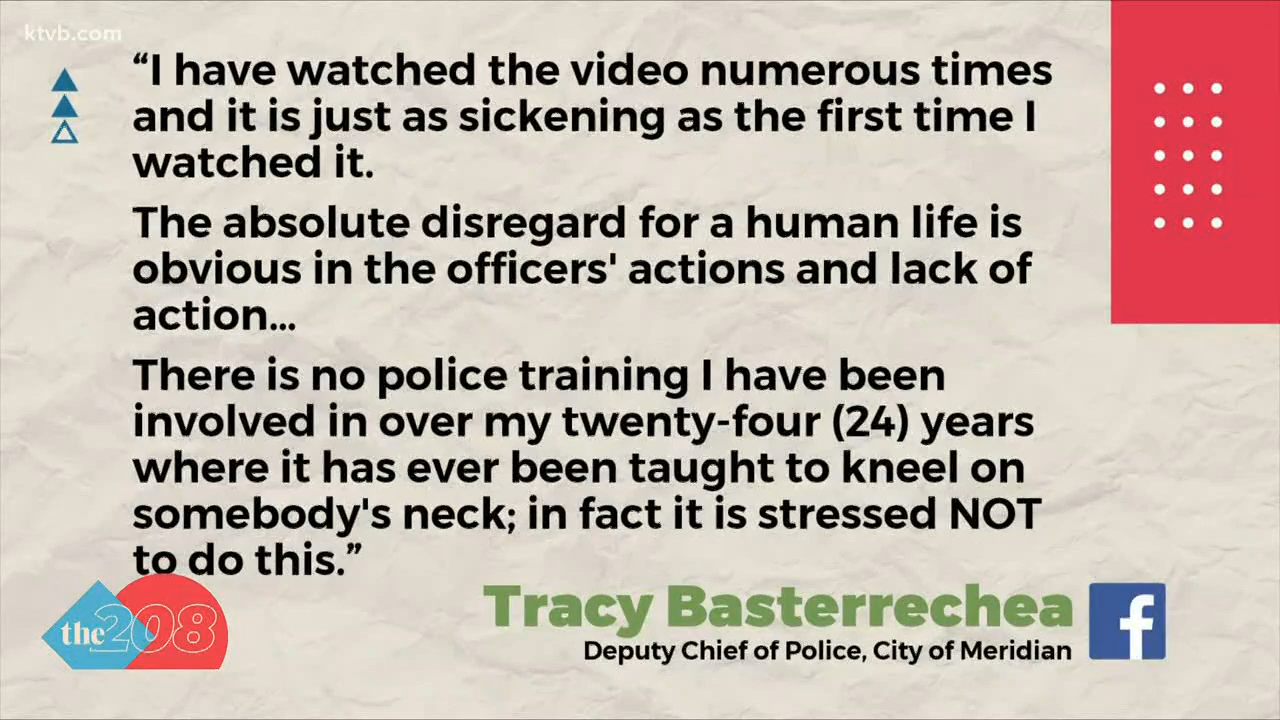 ktvb.com
“I have watched the video numerous times
and it is just as sickening as the first time I
watched it.
The absolute disregard for a human life is
obvious in the officers' actions and lack of
action...
There is no police training I have been
involved in over my twenty-four (24) years
where it has ever been taught to kneel on
somebody's neck; in fact it is stressed NOT
to do this.”
the208
Tracy Basterrechea
Deputy Chief of Police, City of Meridian
f